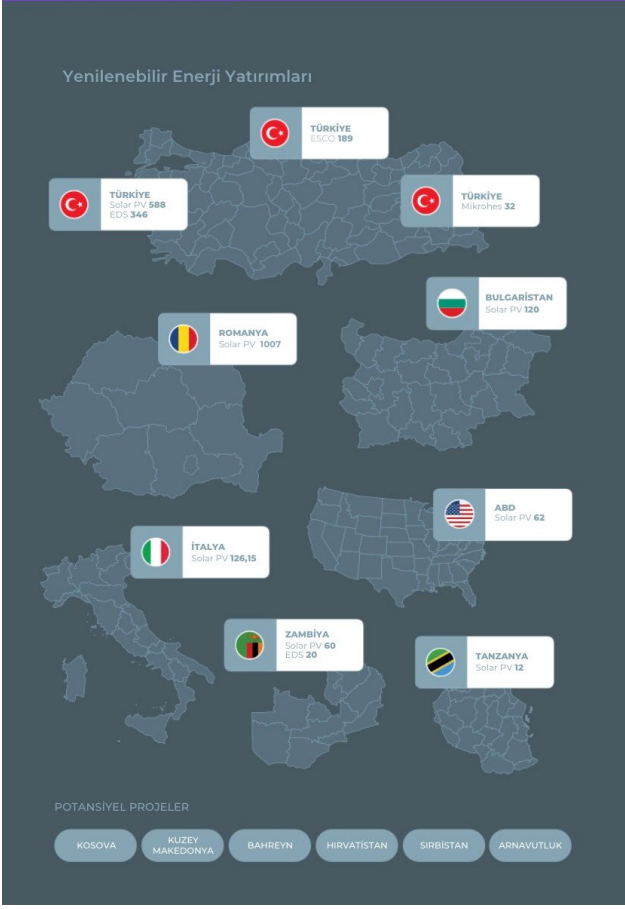 Yenilenebilir Enerji Yatırımları
TÜRKİYE
ESCO 189
TÜRKİYE
Solar PV 588
EDS 346
TÜRKİYE
Mikrohes 32
BULGARİSTAN
Solar PV 120
ROMANYA
Solar PV 1007
ABD
Solar PV 62
İTALYA
Solar PV 126,15
ZAMBİYA
Solar PV 60
EDS 20
TANZANYA
Solar PV 12
POTANSİYEL PROJELER
KOSOVA
KUZEY
MAKEDONYA
BAHREYN
HIRVATİSTAN
SIRBİSTAN
ARNAVUTLUK